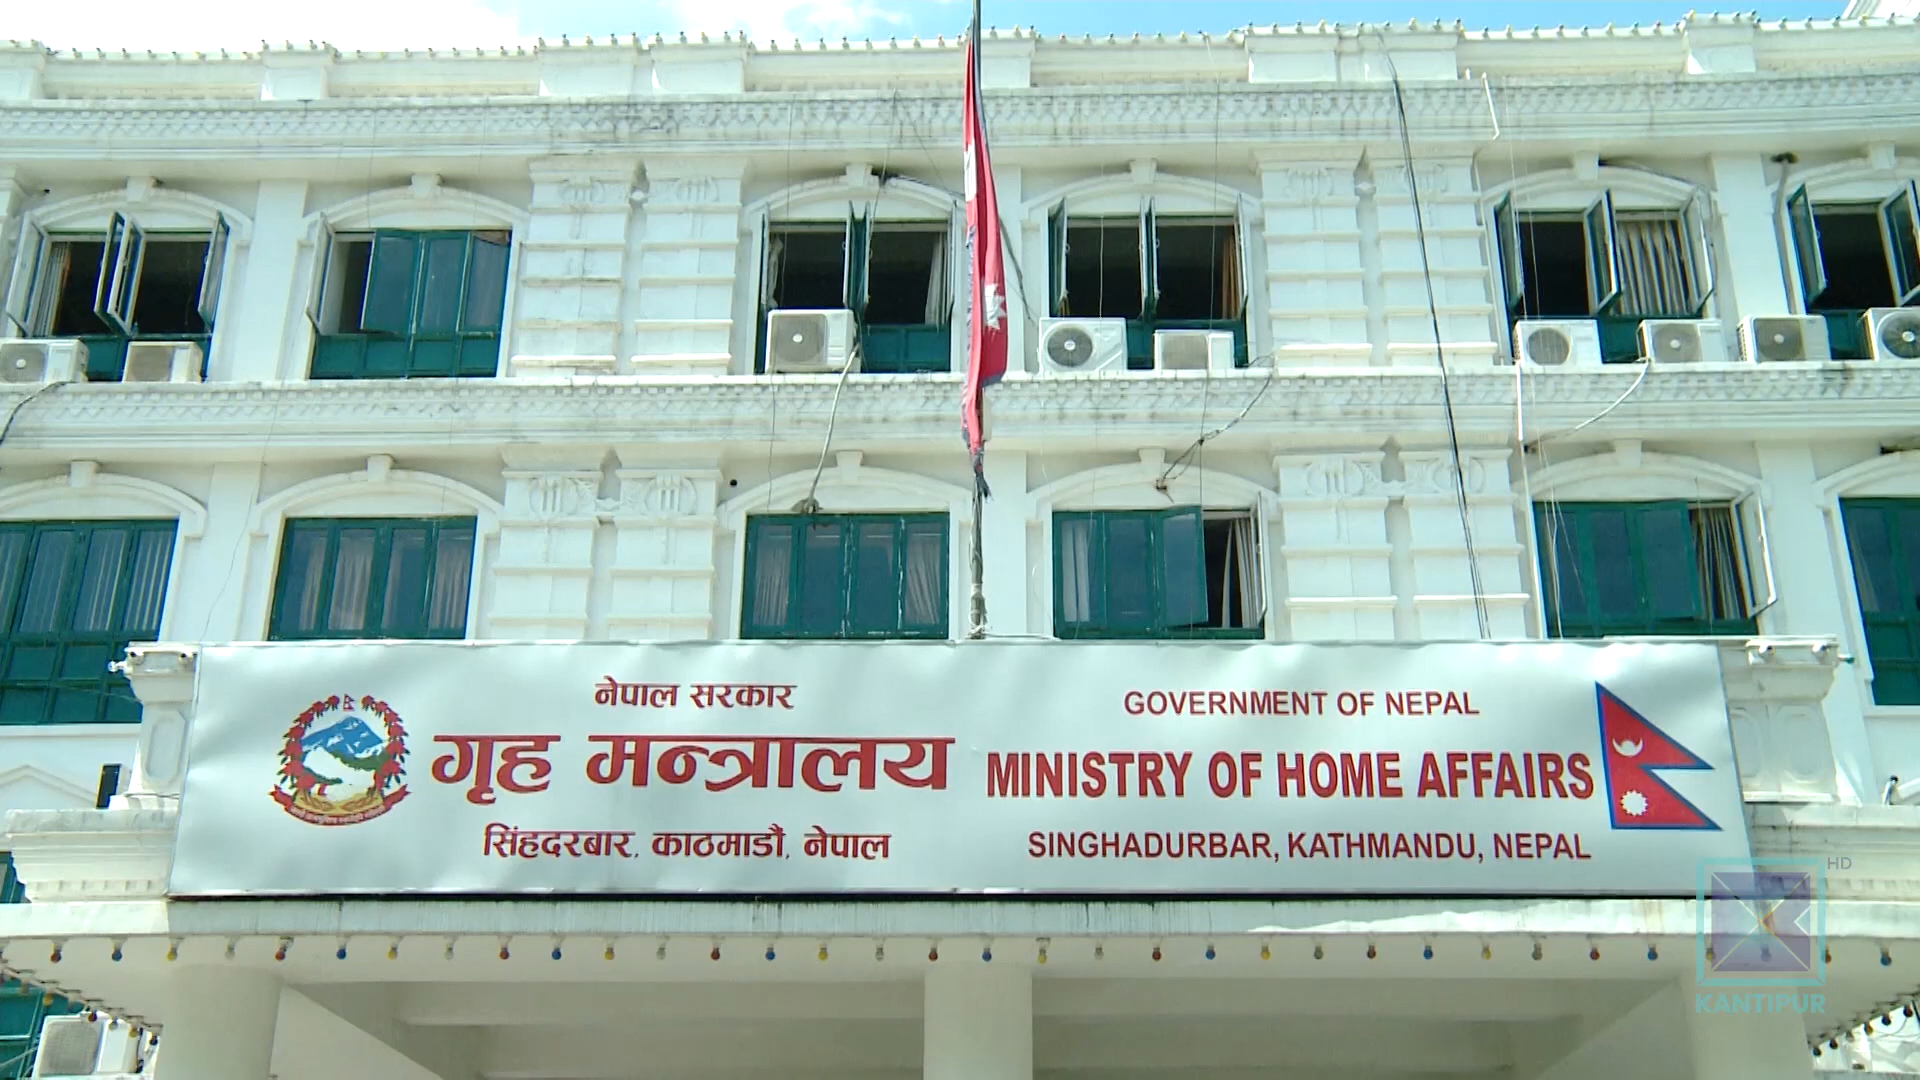 नेपाल सरकार
गृह मन्त्रालय
सिंहदरबार, काठमाडौं, नेपाल
GOVERNMENT OF NEPAL
MINISTRY OF HOME AFFAIRS
SINGHADURBAR, KATHMANDU, NEPAL
HD
KANTIPUR